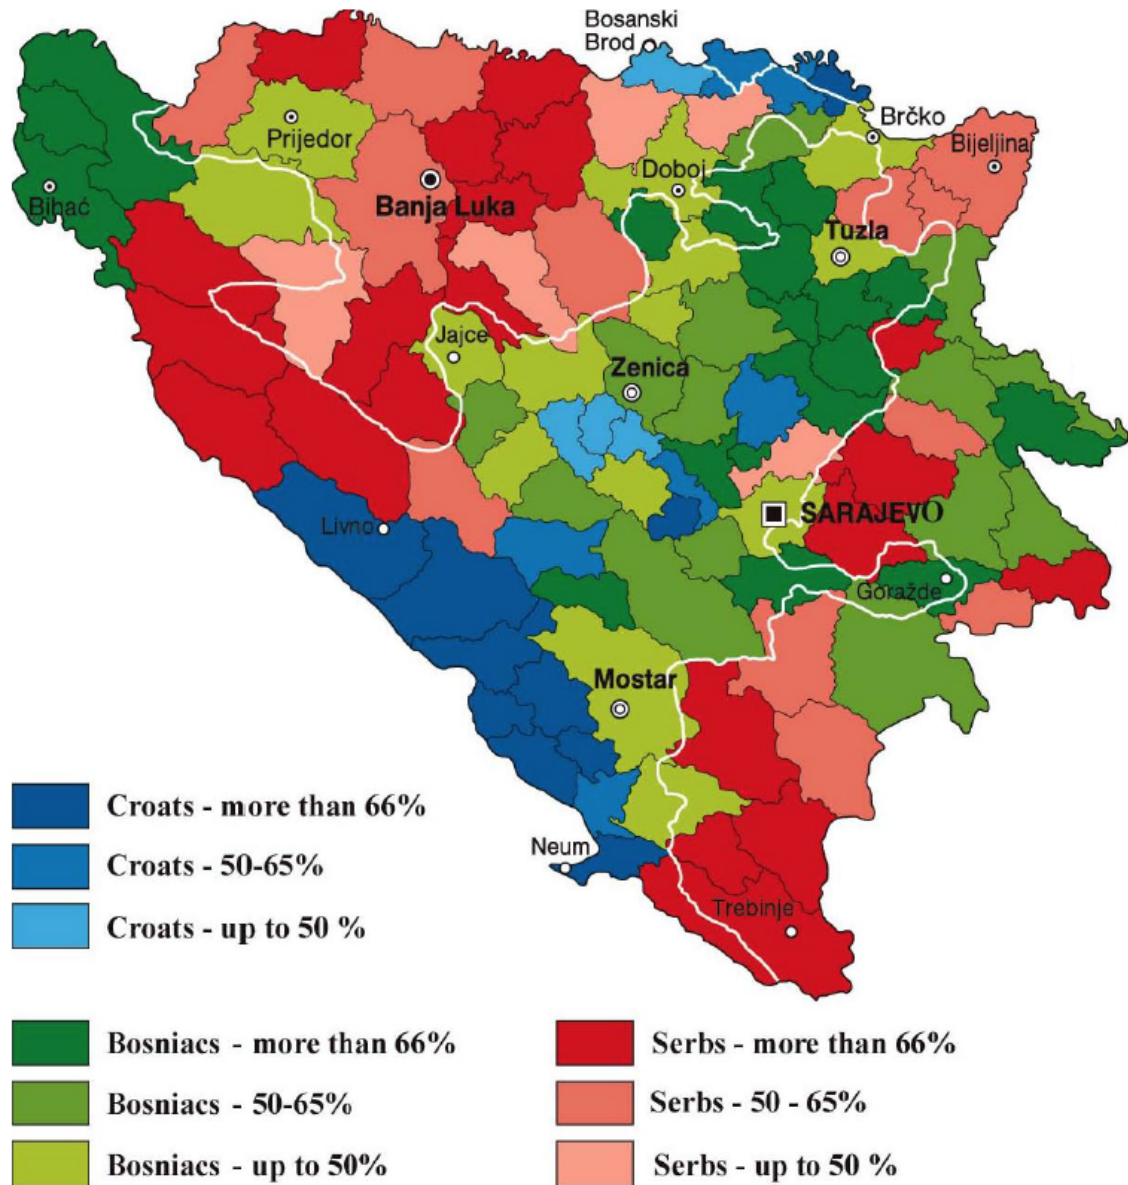 Bosanski
Brod
Brčko
Prijedor
Bijeljina
Doboj
Bihać
Banja Luka
Tuzla
Jajce
Zenica
SARAJEVO
Livno
Goražde
Mostar
Neum
Trebinje
Croats - more than 66%
Croats - 50-65%
Croats - up to 50 %
Bosniacs - more than 66%
Bosniacs - 50-65%
Bosniacs - up to 50%
Serbs - more than 66%
Serbs - 50 - 65%
Serbs - up to 50 %